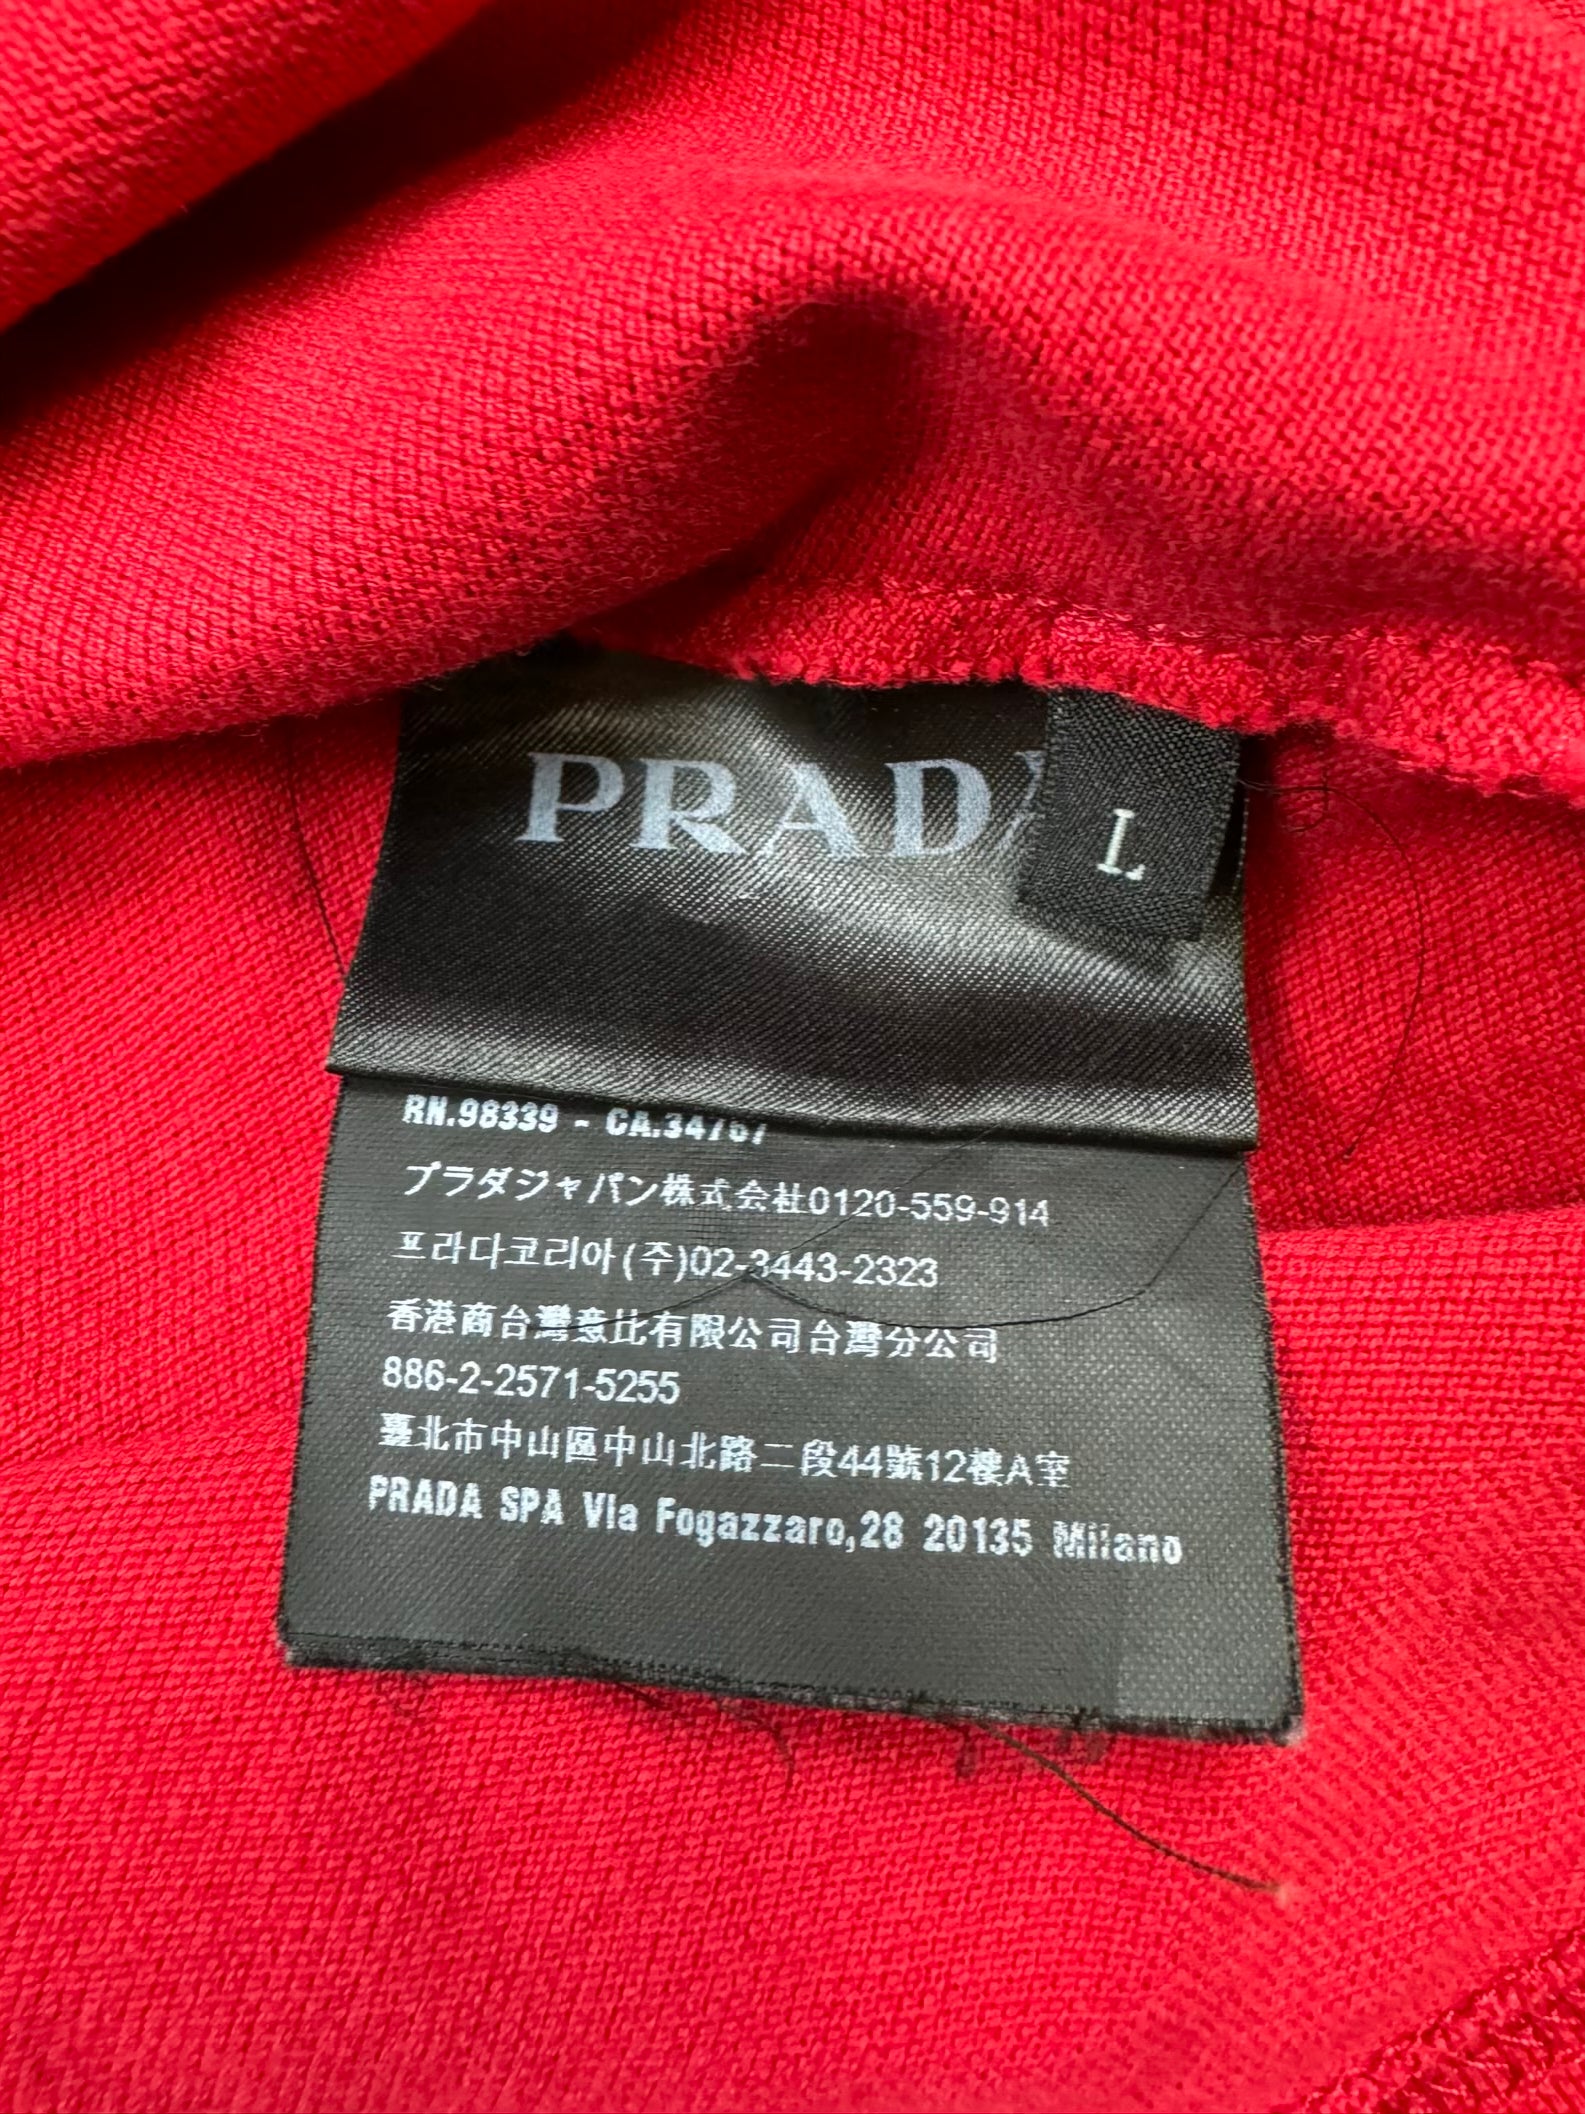 PRADA
L
RN.98339 - CA.34767
プラダジャパン株式会社0120-559-914
프라다코리아(주)02-3443-2323
香港商台灣意比有限公司台灣分公司
886-2-2571-5255
臺北市中山區中山北路二段44號12樓A室
PRADA SPA Via Fogazzaro,28 20135 Milano